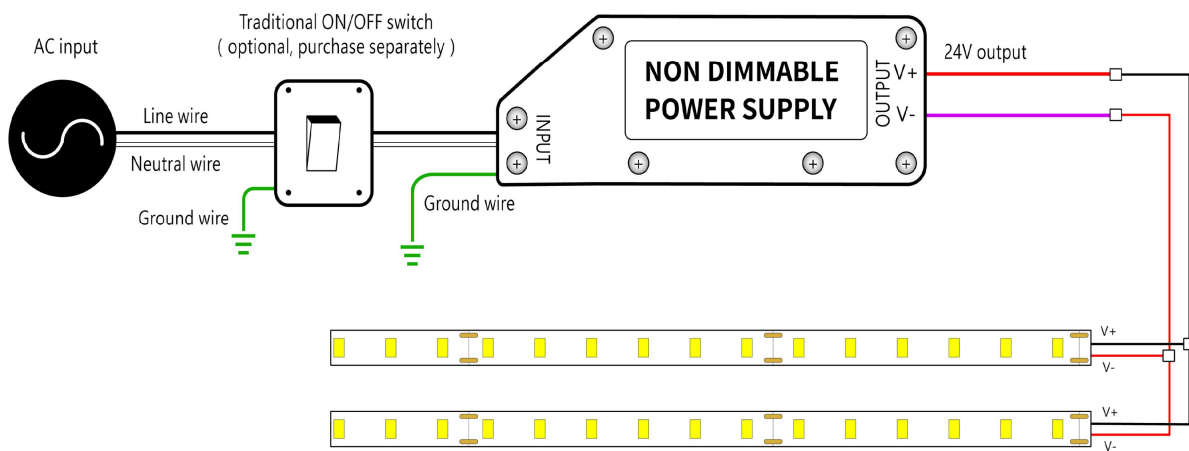 Traditional ON/OFF switch
( optional, purchase separately )
AC input
Line wire
Neutral wire
Ground wire
Ground wire
INPUT
NON DIMMABLE
POWER SUPPLY
OUTPUT
V+
V-
24V output
V+
V-
V+
V-